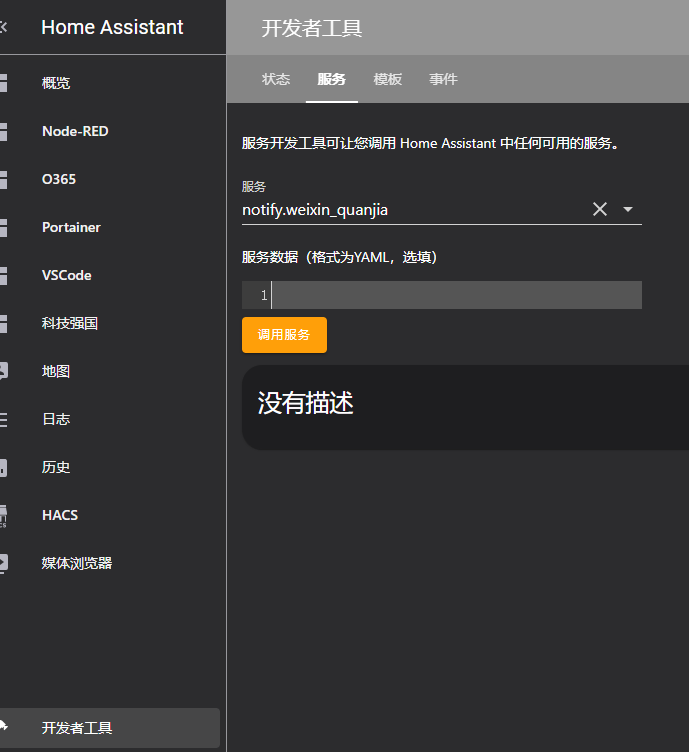 Home Assistant
概览
Node-RED
O365
Portainer
VSCode
科技强国
地图
日志
历史
HACS
媒体浏览器
开发者工具
开发者工具
状态 服务 模板 事件
服务开发工具可让您调用 Home Assistant 中任何可用的服务。
服务
notify.weixin_quanjia
服务数据（格式为YAML，选填）
1
调用服务
没有描述